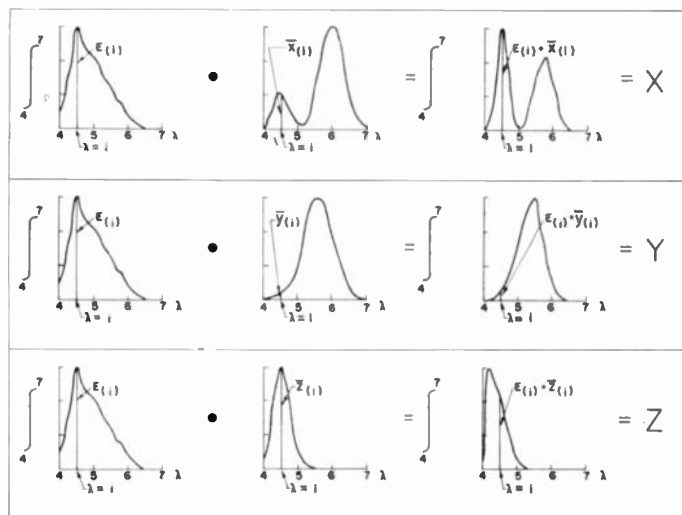 ∫ 7 4 E(i) 4 5 6 7 λ λ=i • x̅(i) 4 5 6 7 λ λ=i = ∫ 7 4 E(i) • x̅(i) 4 5 6 7 λ λ=i = X
∫ 7 4 E(i) 4 5 6 7 λ λ=i • y̅(i) 4 5 6 7 λ λ=i = ∫ 7 4 E(i) • y̅(i) 4 5 6 7 λ λ=i = Y
∫ 7 4 E(i) 4 5 6 7 λ λ=i • z̅(i) 4 5 6 7 λ λ=i = ∫ 7 4 E(i) • z̅(i) 4 5 6 7 λ λ=i = Z